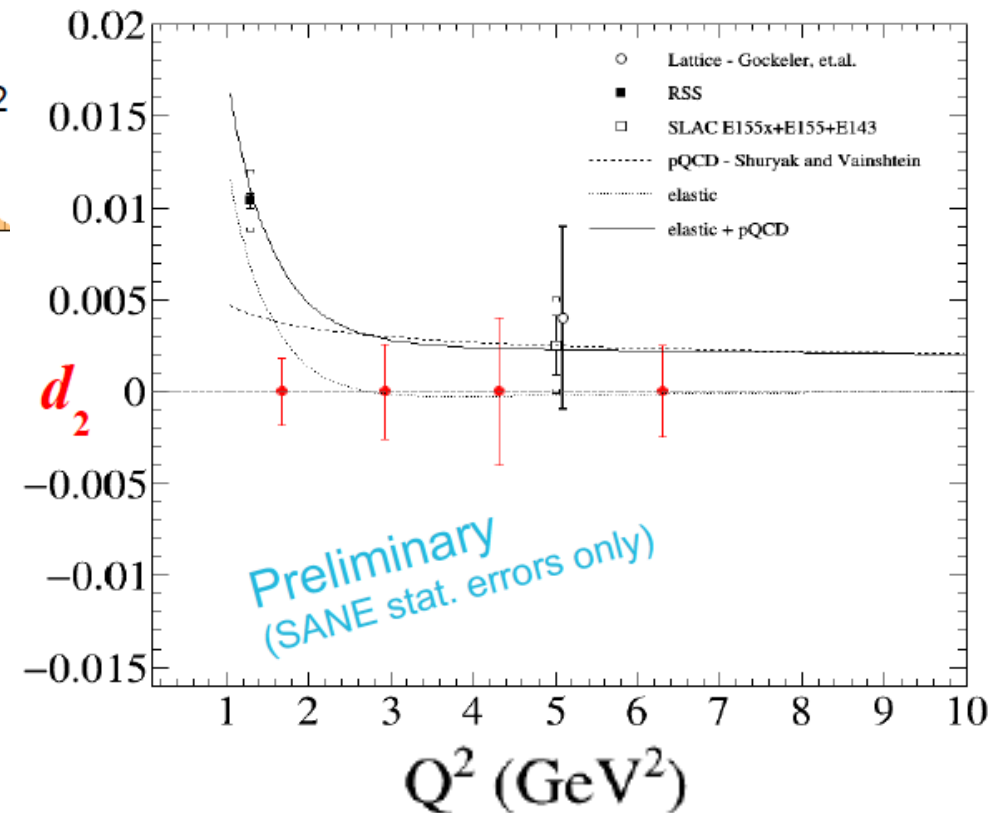 2
0.02
0.015
0.01
0.005
0
−0.005
−0.01
−0.015
d2
Lattice - Gockeler, et.al.
RSS
SLAC E155x+E155+E143
pQCD - Shuryak and Vainshtein
elastic
elastic + pQCD
Preliminary
(SANE stat. errors only)
1 2 3 4 5 6 7 8 9 10
Q² (GeV²)